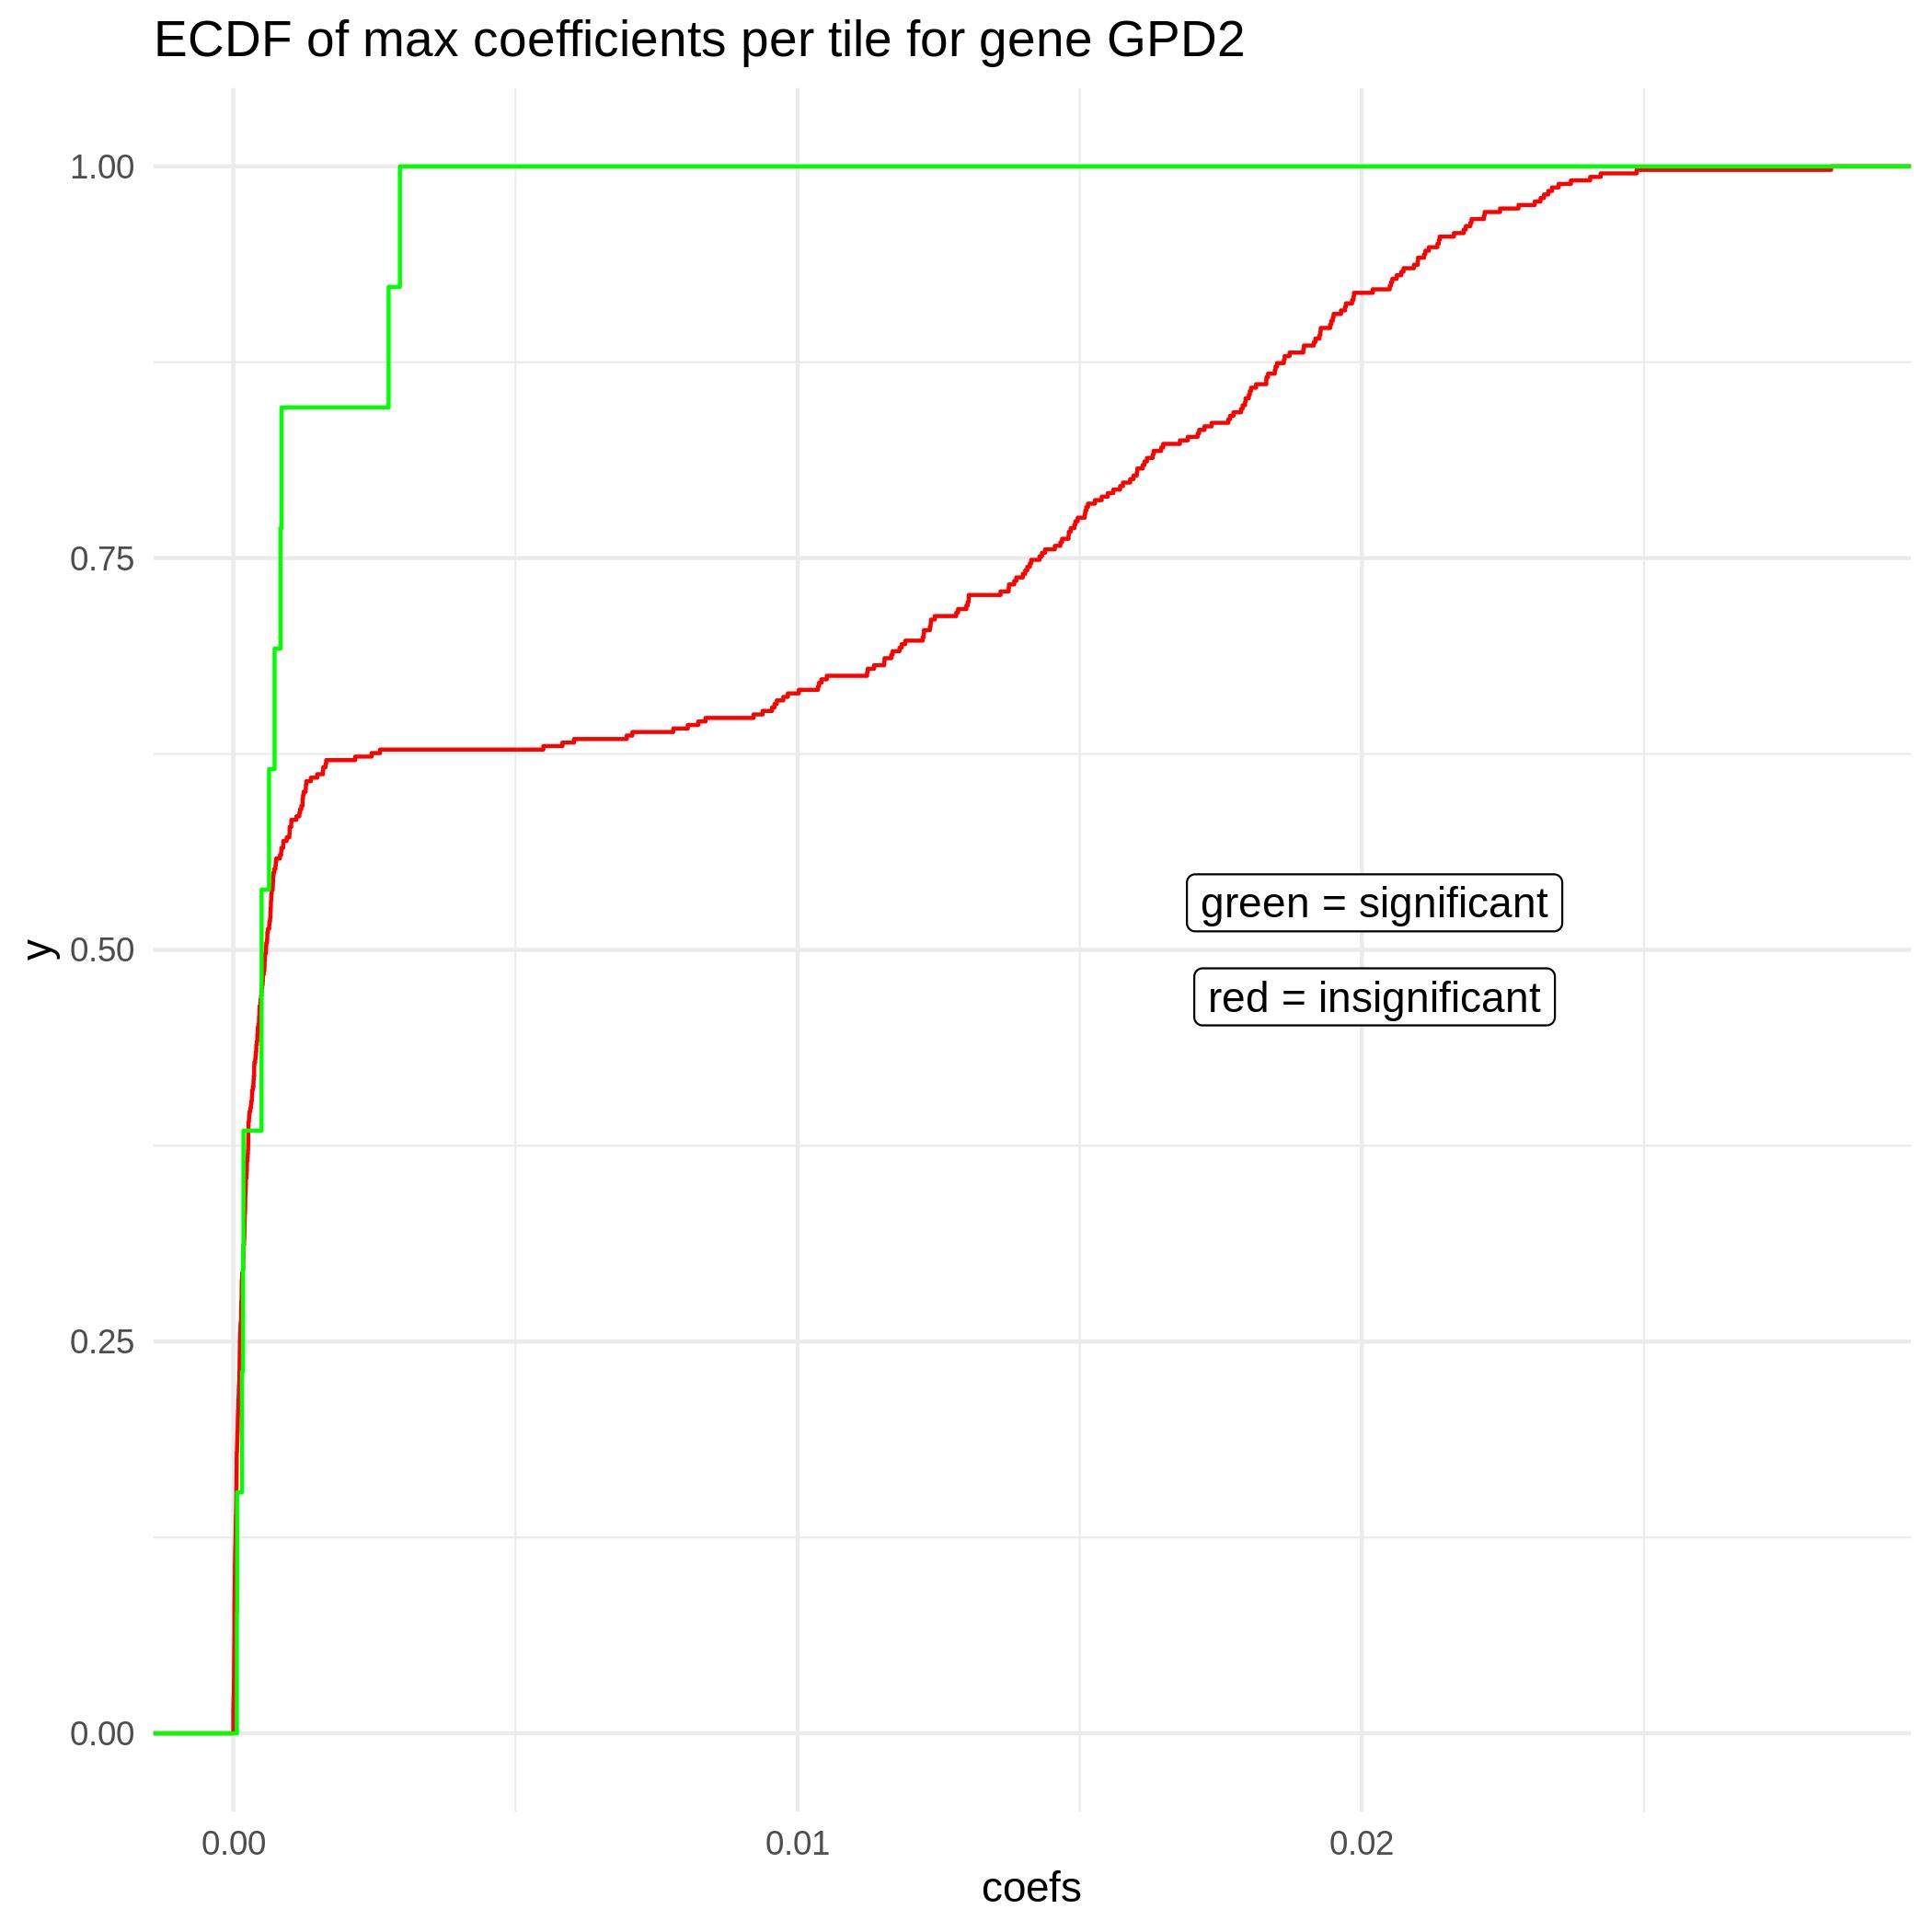 ECDF of max coefficients per tile for gene GPD2
1.00
0.75
green = significant
y
0.50
red = insignificant
0.25
0.00
0.00
0.01
0.02
coefs